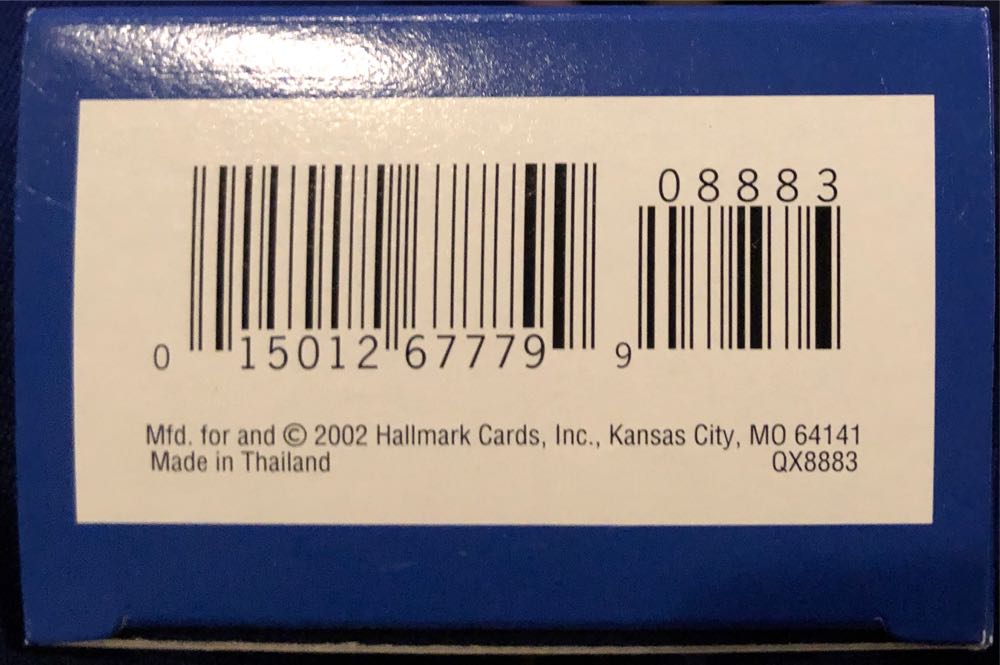 08883
0 15012 67779 9
Mfd. for and © 2002 Hallmark Cards, Inc., Kansas City, MO 64141
Made in Thailand QX8883